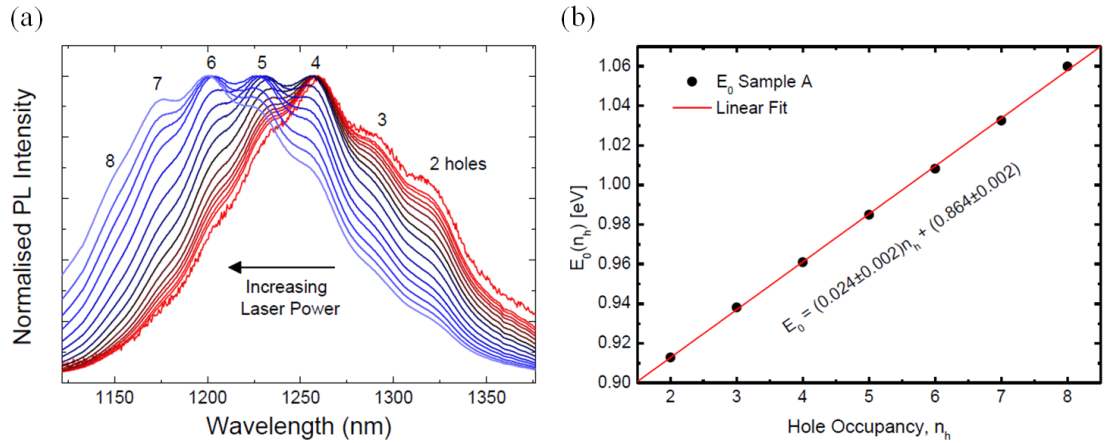 (a)
Normalised PL Intensity
7
6
5
4
3
8
2 holes
Increasing
Laser Power
1150
1200
1250
1300
1350
Wavelength (nm)
(b)
E₀(nₕ) [eV]
1.06
1.04
1.02
1.00
0.98
0.96
0.94
0.92
0.90
E₀ Sample A
Linear Fit
E₀ = (0.024±0.002)nₕ + (0.864±0.002)
2
3
4
5
6
7
8
Hole Occupancy, nₕ